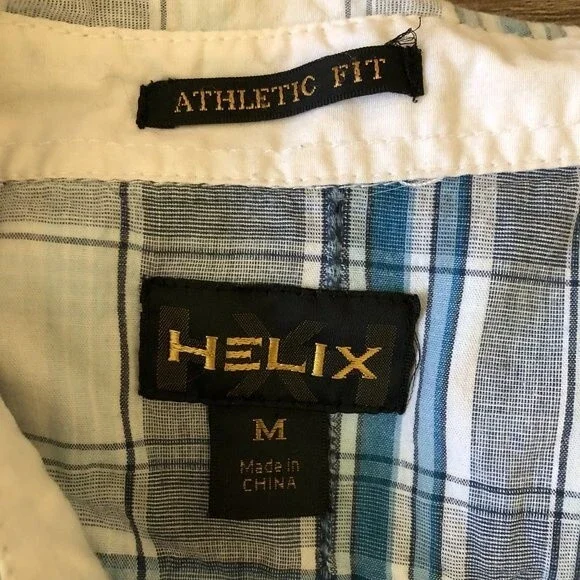 ATHLETIC FIT
HELIX
M
Made in
CHINA